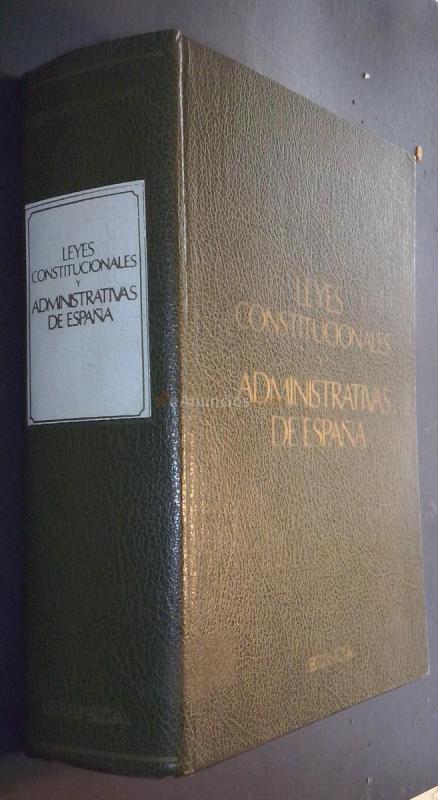 LEYES
CONSTITUCIONALES
Y
ADMINISTRATIVAS
DE ESPAÑA
LEYES
CONSTITUCIONALES
ADMINISTRATIVAS
DE ESPAÑA